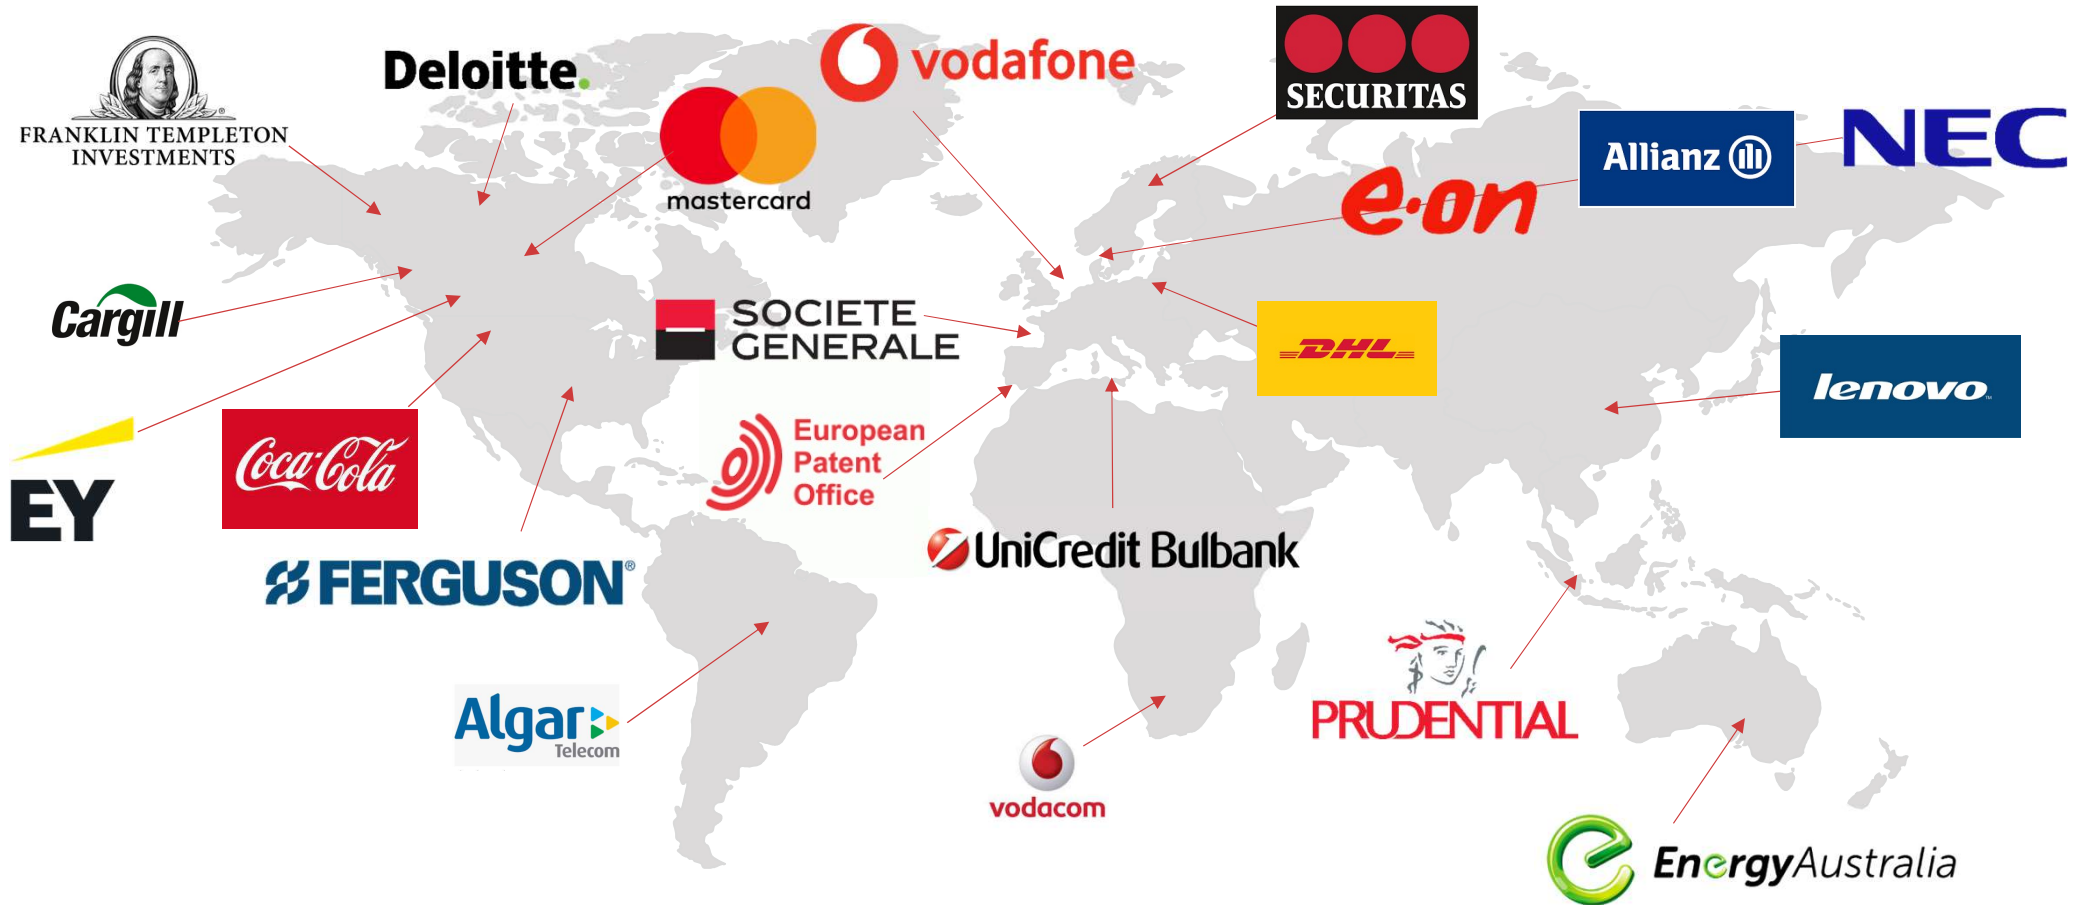 FRANKLIN TEMPLETON
INVESTMENTS
®
Deloitte.
mastercard
vodafone
SECURITAS
e·on
Allianz
NEC
Cargill
SOCIETE
GENERALE
DHL
lenovo
TM
EY
Coca-Cola
European
Patent
Office
FERGUSON®
UniCredit Bulbank
Algar
Telecom
vodacom
PRUDENTIAL
EnergyAustralia